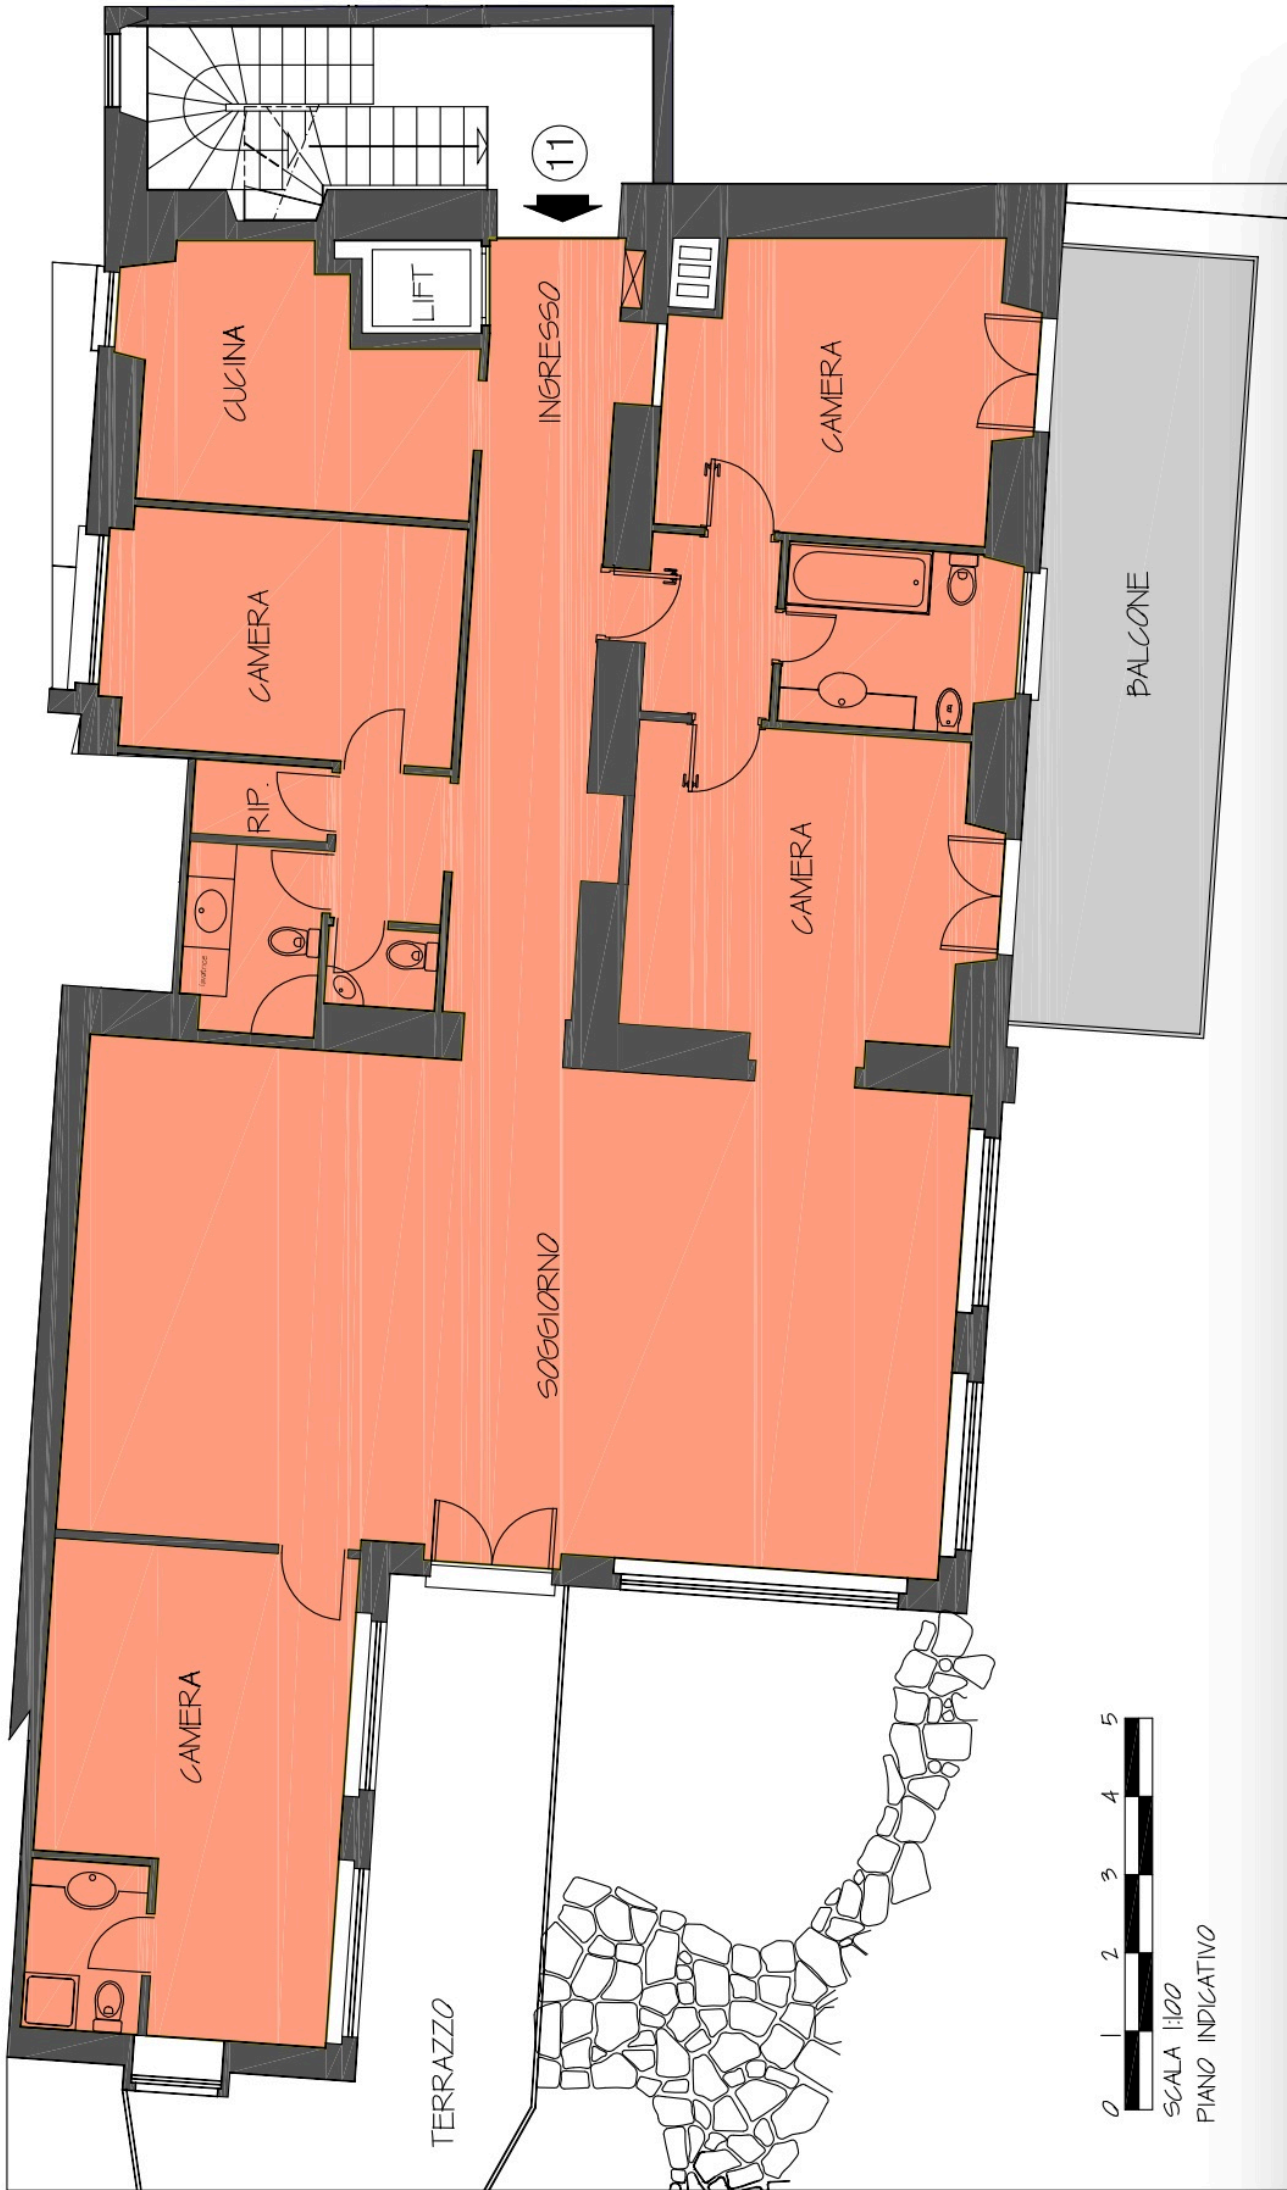 11
LIFT
CUCINA
INGRESSO
CAMERA
CAMERA
BALCONE
RIP.
CAMERA
lavatrice
SOGGIORNO
CAMERA
TERRAZZO
0 1 2 3 4 5
SCALA 1:100
PIANO INDICATIVO